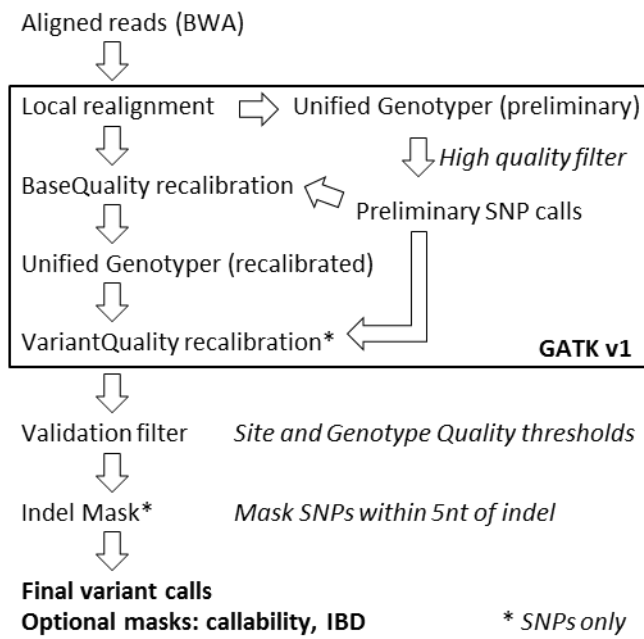 Aligned reads (BWA)
Local realignment
Unified Genotyper (preliminary)
High quality filter
BaseQuality recalibration
Preliminary SNP calls
Unified Genotyper (recalibrated)
VariantQuality recalibration*
GATK v1
Validation filter
Site and Genotype Quality thresholds
Indel Mask*
Mask SNPs within 5nt of indel
Final variant calls
Optional masks: callability, IBD
* SNPs only